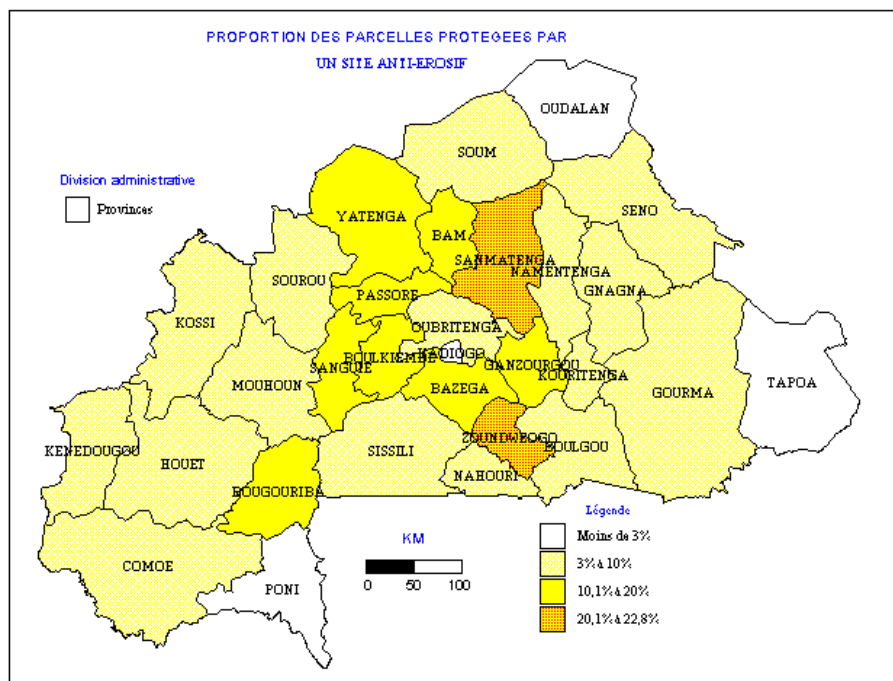 PROPORTION DES PARCELLES PROTEGEES PAR
UN SITE ANTI-EROSIF
OUDALAN
SOUM
Division administrative
Provinces
SENO
YATENGA
BAM
SANMATENGA
NAMENTENGA
SOUROU
GNAGNA
PASSORE
KOSSI
OUBRITENGA
KADIOGO
BOULKIEMDE
GANZOURGOU
SANGUIE
KOURITENGA
MOUHOUN
BAZEGA
GOURMA
TAPOA
ZOUNDWEOGO
BOULGOU
KENEDOUGOU
HOUET
SISSILI
NAHOURI
BOUGOURIBA
COMOE
PONI
KM
0 50 100
Légende
Moins de 3%
3% à 10%
10,1% à 20%
20,1% à 22,8%